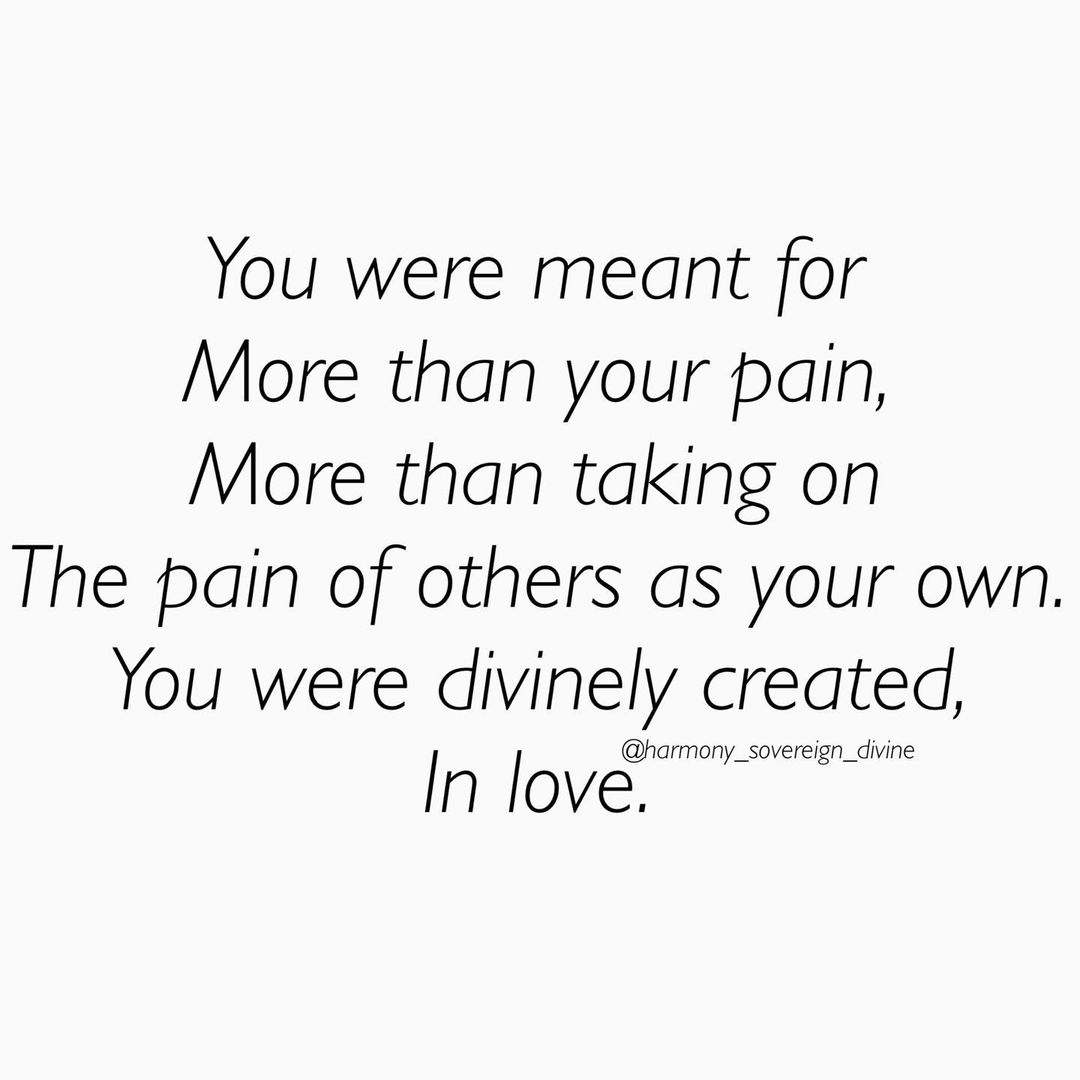 You were meant for
More than your pain,
More than taking on
The pain of others as your own.
You were divinely created,
@harmony_sovereign_divine
In love.